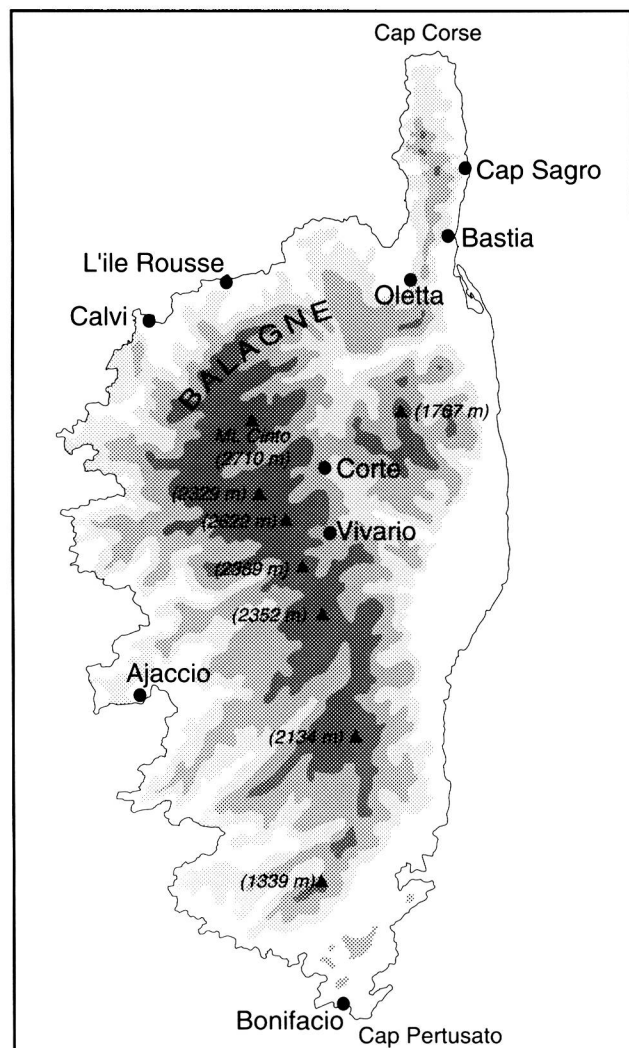 Cap Corse
Cap Sagro
Bastia
L'ile Rousse
Oletta
Calvi
BALAGNE
(1767 m)
Mt. Cinto
(2710 m)
Corte
(2329 m)
(2622 m)
Vivario
(2389 m)
(2352 m)
Ajaccio
(2134 m)
(1339 m)
Bonifacio
Cap Pertusato